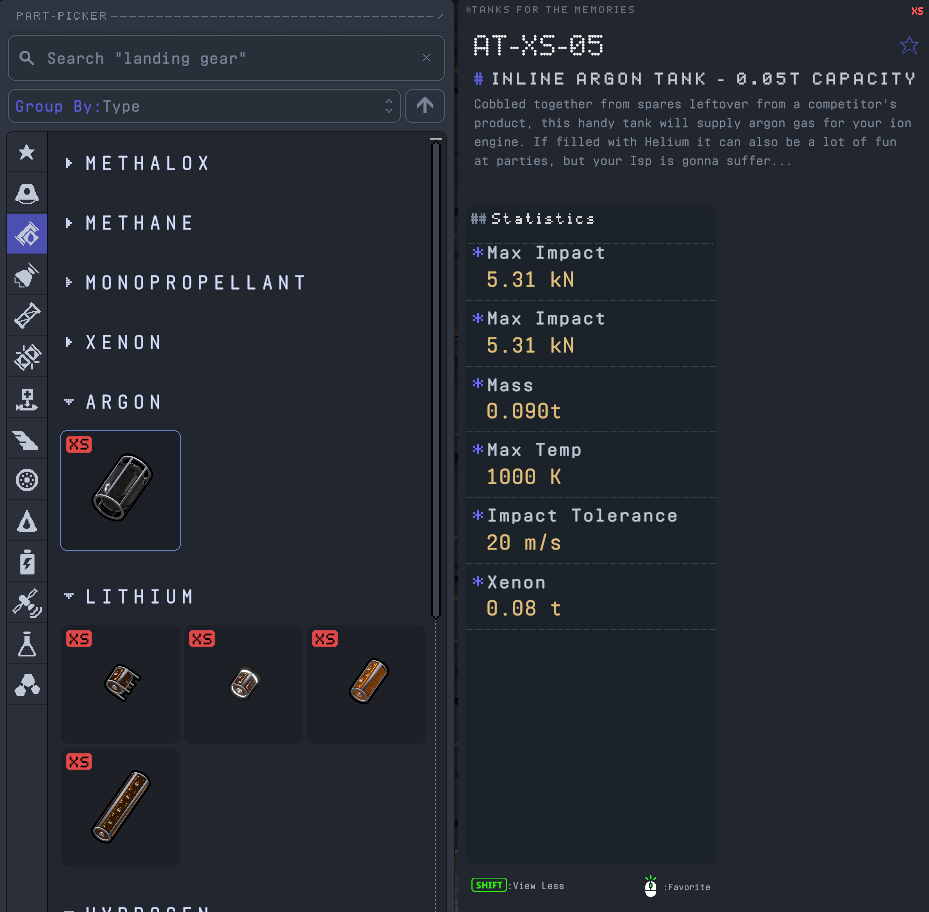 PART-PICKER
Search "landing gear"
Group By:Type
METHALOX
METHANE
MONOPROPELLANT
XENON
ARGON
XS
LITHIUM
XS XS XS
XS
HYDROGEN
#TANKS FOR THE MEMORIES
XS
AT-XS-05
# INLINE ARGON TANK - 0.05T CAPACITY
Cobbled together from spares leftover from a competitor's
product, this handy tank will supply argon gas for your ion
engine. If filled with Helium it can also be a lot of fun
at parties, but your Isp is gonna suffer...
## Statistics
*Max Impact
5.31 kN
*Max Impact
5.31 kN
*Mass
0.090t
*Max Temp
1000 K
*Impact Tolerance
20 m/s
*Xenon
0.08 t
SHIFT:View Less
:Favorite